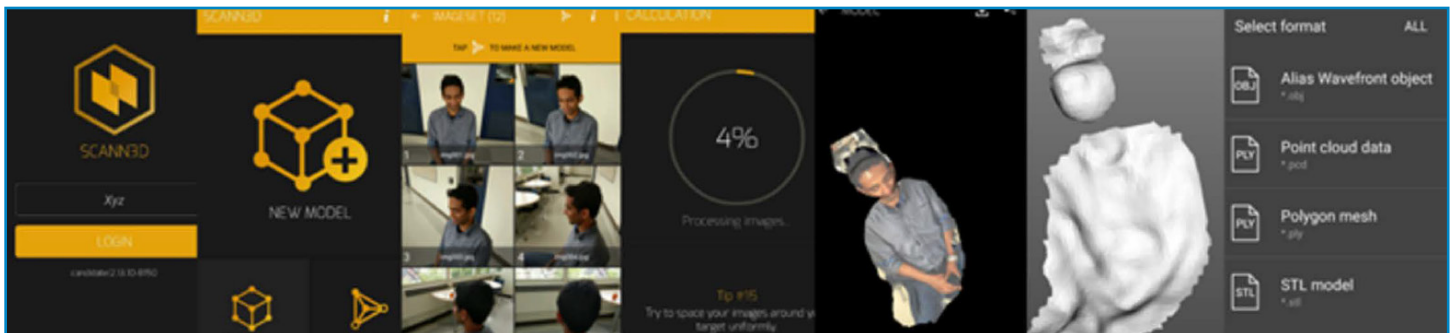 SCANN3D
Xyz
LOGIN
SCANN3D
NEW MODEL
IMAGESET (12)
TAP TO MAKE A NEW MODEL
1
2
3
4
CALCULATION
4%
Processing images...
Tip #15
Try to space your images around y
target uniformly
MODEL
Select format ALL
OBJ
Alias Wavefront object
*.obj
PLY
Point cloud data
*.pcd
PLY
Polygon mesh
*.ply
STL
STL model
*.stl